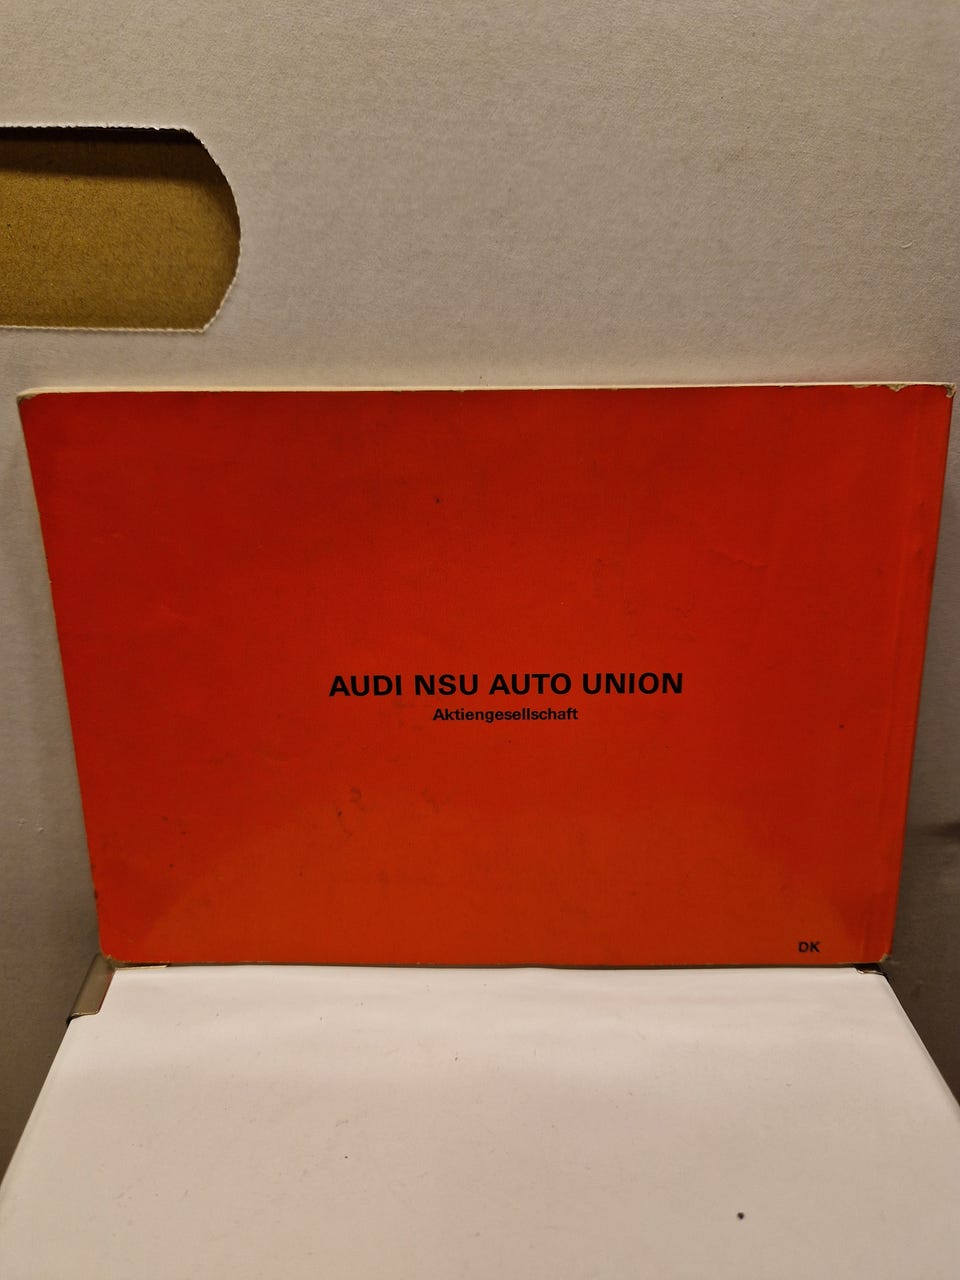 AUDI NSU AUTO UNION
Aktiengesellschaft
DK